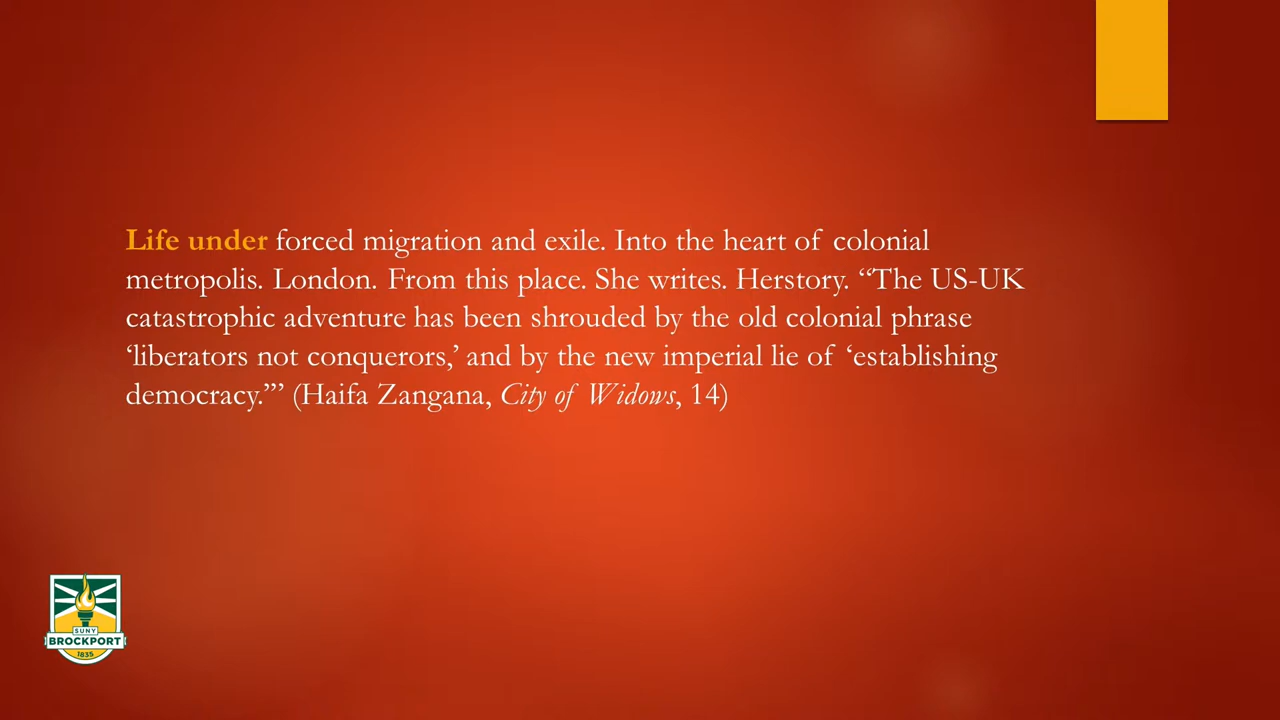 Life under forced migration and exile. Into the heart of colonial
metropolis. London. From this place. She writes. Herstory. “The US-UK
catastrophic adventure has been shrouded by the old colonial phrase
‘liberators not conquerors,’ and by the new imperial lie of ‘establishing
democracy.’” (Haifa Zangana, City of Widows, 14)
SUNY
BROCKPORT
1835